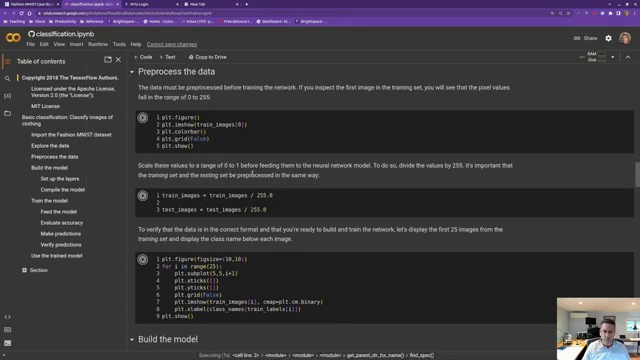 Fashion MNIST Case Stud
classification.ipynb
MYU Login
New Tab
classification.ipynb
File Edit View Insert Runtime Tools Help Cannot save changes
Share
Table of contents
+ Code + Text Copy to Drive
RAM
Disk
Copyright 2018 The TensorFlow Authors.
Licensed under the Apache License, Version 2.0 (the "License");
MIT License
Basic classification: Classify images of clothing
Import the Fashion MNIST dataset
Explore the data
Preprocess the data
Build the model
Set up the layers
Compile the model
Train the model
Feed the model
Evaluate accuracy
Make predictions
Verify predictions
Use the trained model
Section
Preprocess the data
The data must be preprocessed before training the network. If you inspect the first image in the training set, you will see that the pixel values
fall in the range of 0 to 255:
1 plt.figure()
2 plt.imshow(train_images[0])
3 plt.colorbar()
4 plt.grid(False)
5 plt.show()
Scale these values to a range of 0 to 1 before feeding them to the neural network model. To do so, divide the values by 255. It's important that
the training set and the testing set be preprocessed in the same way:
1 train_images = train_images / 255.0
2
3 test_images = test_images / 255.0
To verify that the data is in the correct format and that you're ready to build and train the network, let's display the first 25 images from the
training set and display the class name below each image.
1 plt.figure(figsize=(10,10))
2 for i in range(25):
3 plt.subplot(5,5,i+1)
4 plt.xticks([])
5 plt.yticks([])
6 plt.grid(False)
7 plt.imshow(train_images[i], cmap=plt.cm.binary)
8 plt.xlabel(class_names[train_labels[i]])
9 plt.show()
Build the model
Executing (1s) <cell line: 2> > <module> > <module> > <module> > get_parent_dir_for_name() > find_spec()